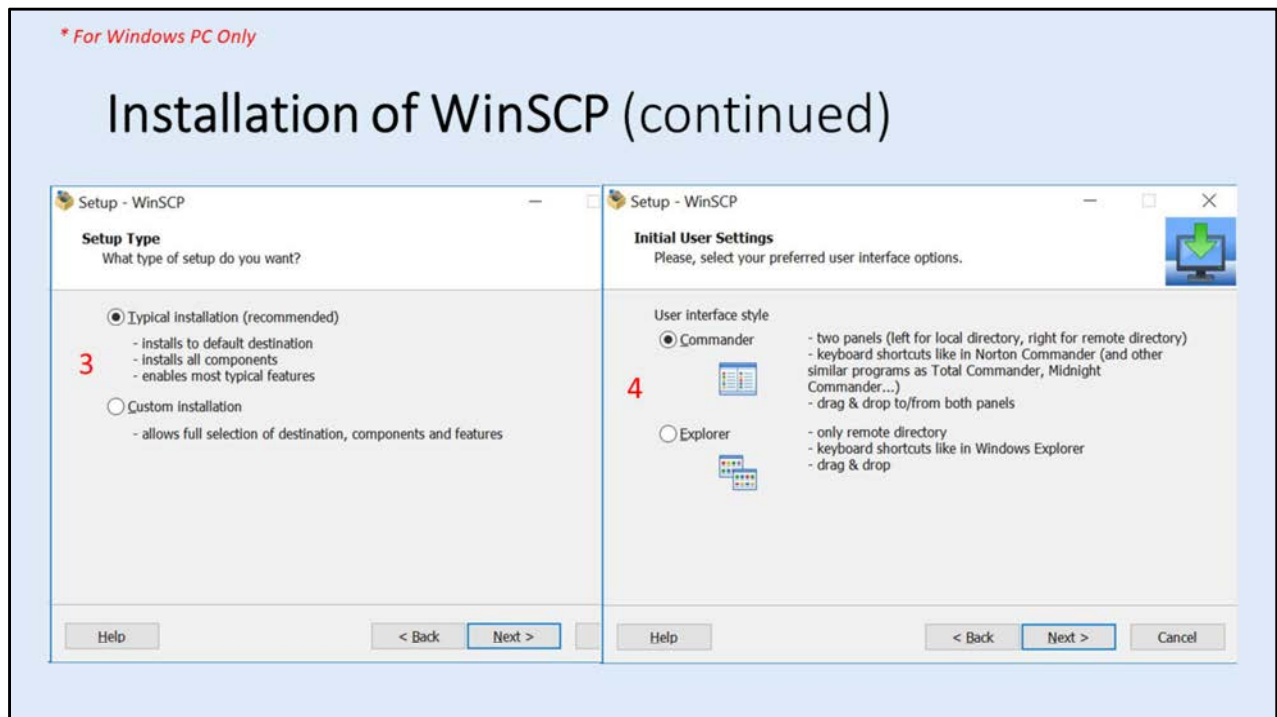 * For Windows PC Only
Installation of WinSCP (continued)
Setup - WinSCP
Setup Type
What type of setup do you want?
Typical installation (recommended)
- installs to default destination
- installs all components
- enables most typical features
3
Custom installation
- allows full selection of destination, components and features
Help
< Back
Next >
Setup - WinSCP
Initial User Settings
Please, select your preferred user interface options.
User interface style
Commander
- two panels (left for local directory, right for remote directory)
- keyboard shortcuts like in Norton Commander (and other
similar programs as Total Commander, Midnight
Commander...)
- drag & drop to/from both panels
4
Explorer
- only remote directory
- keyboard shortcuts like in Windows Explorer
- drag & drop
Help
< Back
Next >
Cancel